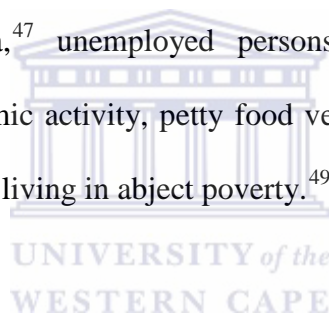 ,47 unemployed persons
nic activity, petty food ve
living in abject poverty.49
UNIVERSITY of the
WESTERN CAPE